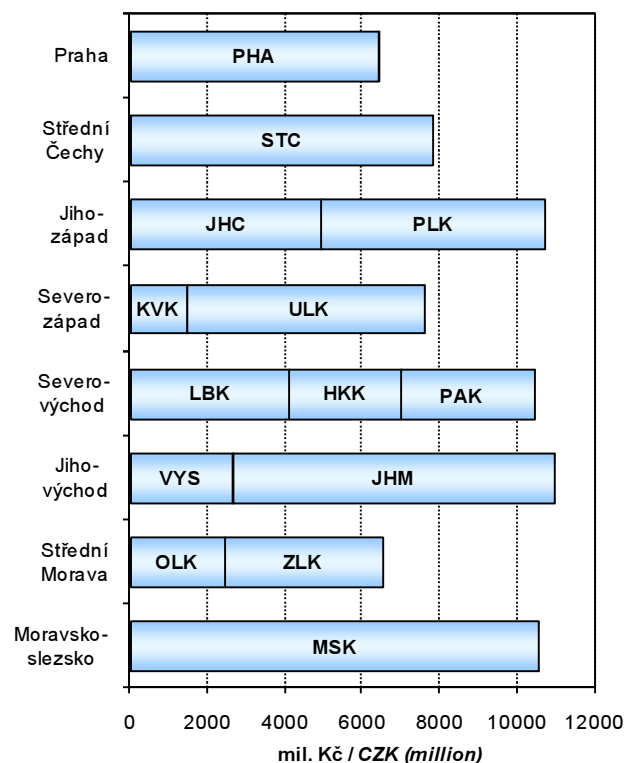 Praha
PHA
Střední
Čechy
STC
Jiho-
západ
JHC PLK
Severo-
západ
KVK ULK
Severo-
východ
LBK HKK PAK
Jiho-
východ
VYS JHM
Střední
Morava
OLK ZLK
Moravsko-
slezsko
MSK
0 2000 4000 6000 8000 10000 12000
mil. Kč / CZK (million)